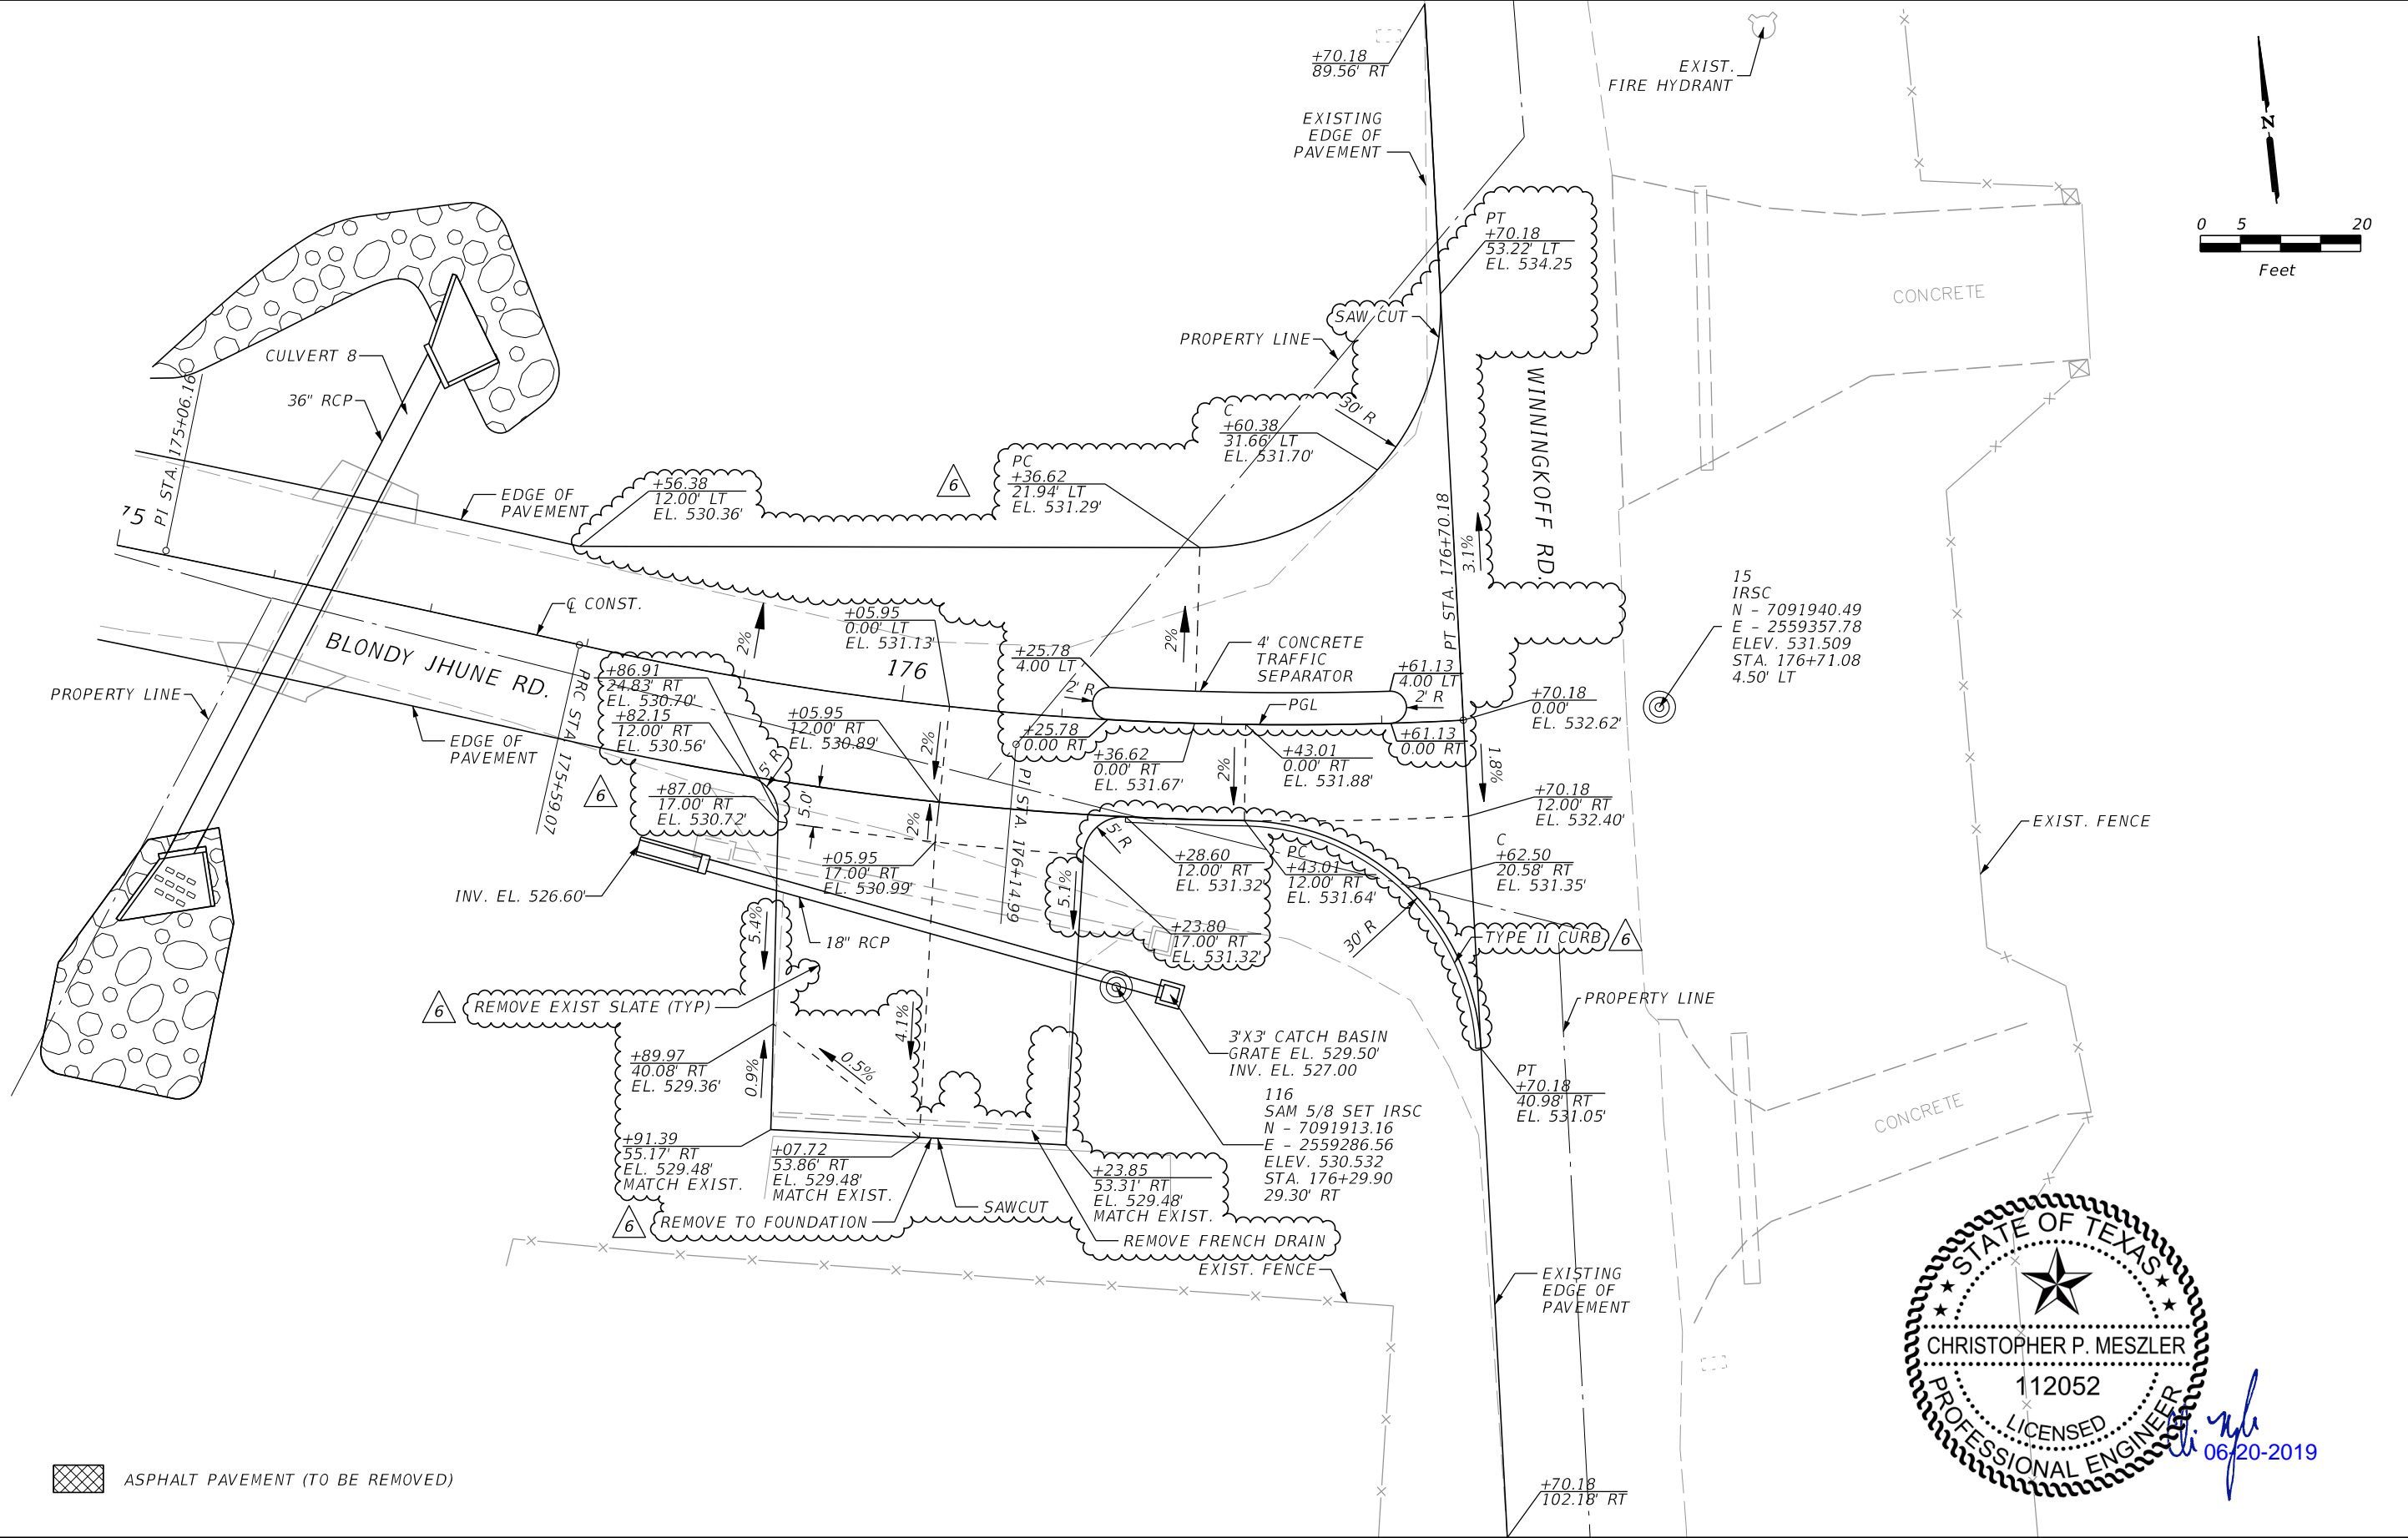 +70.18
89.56' RT
EXISTING
EDGE OF
PAVEMENT
EXIST.
FIRE HYDRANT
N
0 5 20
Feet
PT
+70.18
53.22' LT
EL. 534.25
CONCRETE
SAW CUT
PROPERTY LINE
CULVERT 8
36" RCP
PI STA. 175+06.16
75
30' R
WINNINGKOFF RD.
C
+60.38
31.66' LT
EL. 531.70'
PC
+36.62
21.94' LT
EL. 531.29'
6
+56.38
12.00' LT
EL. 530.36'
EDGE OF
PAVEMENT
PT STA. 176+70.18
3.1%
15
IRSC
N - 7091940.49
E - 2559357.78
ELEV. 531.509
STA. 176+71.08
4.50' LT
℄ CONST.
BLONDY JHUNE RD.
PROPERTY LINE
EDGE OF
PAVEMENT
PRC STA. 175+59.07
2%
+05.95
0.00' LT
EL. 531.13'
176
2%
+25.78
4.00 LT
2' R
4' CONCRETE
TRAFFIC
SEPARATOR
+61.13
4.00 LT
2' R
PGL
+70.18
0.00'
EL. 532.62'
+86.91
24.83' RT
EL. 530.70'
+82.15
12.00' RT
EL. 530.56'
5' R
+05.95
12.00' RT
EL. 530.89'
2%
+25.78
0.00 RT
+36.62
0.00' RT
EL. 531.67'
2%
+43.01
0.00' RT
EL. 531.88'
+61.13
0.00 RT
1.8%
6
+87.00
17.00' RT
EL. 530.72'
5.0'
2%
PI STA. 176+14.99
+70.18
12.00' RT
EL. 532.40'
EXIST. FENCE
+05.95
17.00' RT
EL. 530.99'
5' R
+28.60
12.00' RT
EL. 531.32'
PC
+43.01
12.00' RT
EL. 531.64'
C
+62.50
20.58' RT
EL. 531.35'
INV. EL. 526.60'
5.4%
18" RCP
5.1%
+23.80
17.00' RT
EL. 531.32'
30' R
TYPE II CURB
6
6
REMOVE EXIST SLATE (TYP)
PROPERTY LINE
4.1%
3'X3' CATCH BASIN
GRATE EL. 529.50'
INV. EL. 527.00
+89.97
40.08' RT
EL. 529.36'
0.9%
0.5%
116
SAM 5/8 SET IRSC
N - 7091913.16
E - 2559286.56
ELEV. 530.532
STA. 176+29.90
29.30' RT
PT
+70.18
40.98' RT
EL. 531.05'
CONCRETE
+91.39
55.17' RT
EL. 529.48'
MATCH EXIST.
+07.72
53.86' RT
EL. 529.48'
MATCH EXIST.
+23.85
53.31' RT
EL. 529.48'
MATCH EXIST.
6
REMOVE TO FOUNDATION
SAWCUT
REMOVE FRENCH DRAIN
EXIST. FENCE
EXISTING
EDGE OF
PAVEMENT
+70.18
102.18' RT
STATE OF TEXAS
CHRISTOPHER P. MESZLER
112052
LICENSED
PROFESSIONAL ENGINEER
06-20-2019
ASPHALT PAVEMENT (TO BE REMOVED)